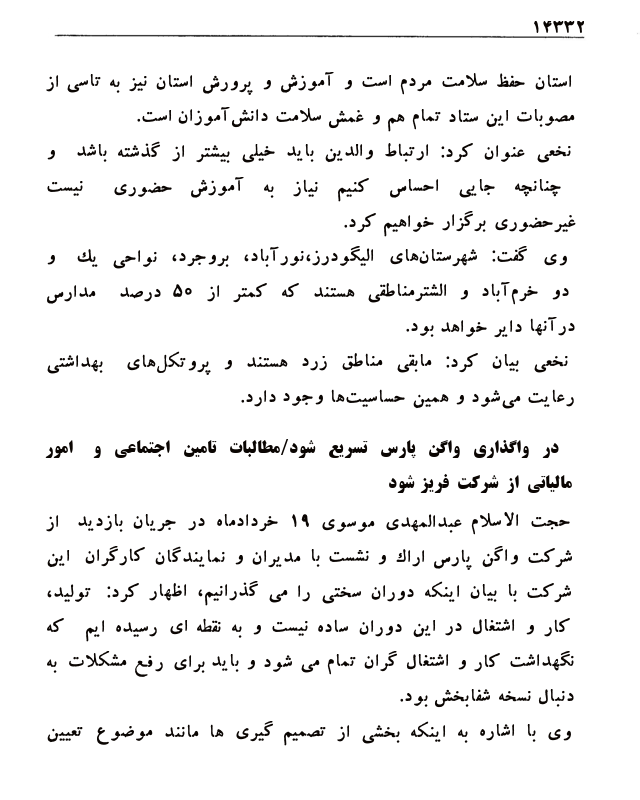 ۱۴۳۳۲
استان حفظ سلامت مردم است و آموزش و پرورش استان نیز به تاسی از
مصوبات این ستاد تمام هم و غمش سلامت دانش‌آموزان است.
نخعی عنوان کرد: ارتباط والدین باید خیلی بیشتر از گذشته باشد و
چنانچه جایی احساس کنیم نیاز به آموزش حضوری نیست
غیرحضوری برگزار خواهیم کرد.
وی گفت: شهرستان‌های الیگودرز،نورآباد، بروجرد، نواحی یك و
دو خرم‌آباد و الشترمناطقی هستند که کمتر از ۵۰ درصد مدارس
درآنها دایر خواهد بود.
نخعی بیان کرد: مابقی مناطق زرد هستند و پروتکل‌های بهداشتی
رعایت می‌شود و همین حساسیت‌ها وجود دارد.
در واگذاری واگن پارس تسریع شود/مطالبات تامین اجتماعی و امور
مالیاتی از شرکت فریز شود
حجت الاسلام عبدالمهدی موسوی ۱۹ خردادماه در جریان بازدید از
شرکت واگن پارس اراك و نشست با مدیران و نمایندگان کارگران این
شرکت با بیان اینکه دوران سختی را می گذرانیم، اظهار کرد: تولید،
کار و اشتغال در این دوران ساده نیست و به نقطه ای رسیده ایم که
نگهداشت کار و اشتغال گران تمام می شود و باید برای رفع مشکلات به
دنبال نسخه شفابخش بود.
وی با اشاره به اینکه بخشی از تصمیم گیری ها مانند موضوع تعیین